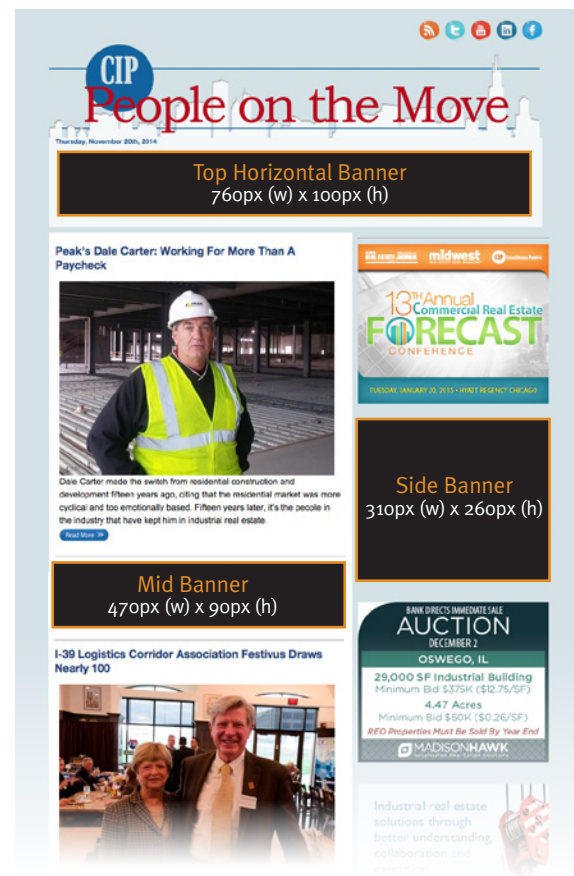 CIP
People on the Move
Thursday, November 20th, 2014
Top Horizontal Banner
760px (w) x 100px (h)
Peak's Dale Carter: Working For More Than A
Paycheck
Dale Carter made the switch from residential construction and
development fifteen years ago, citing that the residential market was more
cyclical and too emotionally based. Fifteen years later, it's the people in
the industry that have kept him in industrial real estate.
Read More
Mid Banner
470px (w) x 90px (h)
I-39 Logistics Corridor Association Festivus Draws
Nearly 100
midwest
CIP
13TH Annual
Commercial Real Estate
FORECAST
CONFERENCE
TUESDAY, JANUARY 20, 2015 • HYATT REGENCY CHICAGO
Side Banner
310px (w) x 260px (h)
BANK DIRECTS IMMEDIATE SALE
AUCTION
DECEMBER 2
OSWEGO, IL
29,000 SF Industrial Building
Minimum Bid $375K ($12.75/SF)
4.47 Acres
Minimum Bid $50K ($0.26/SF)
REO Properties Must Be Sold By Year End
MADISONHAWK
Industrial real estate
solutions through
better understanding,
collaboration and